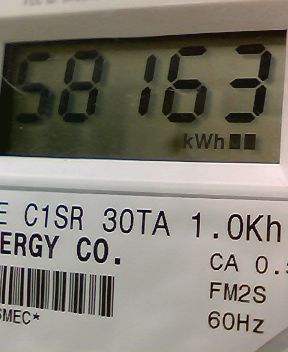 58163
kWh
E C1SR 30TA 1.0Kh
ERGY CO.
CA 0.5
FM2S
SMEC*
60Hz